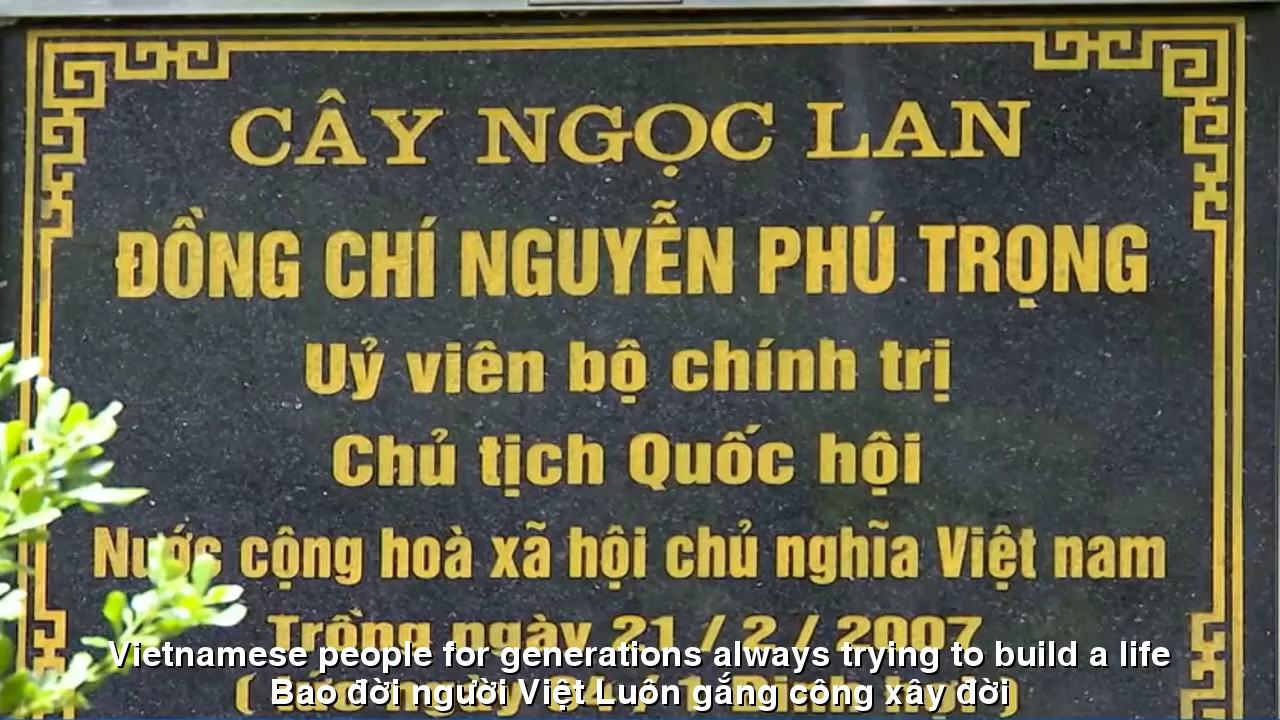 CÂY NGỌC LAN
ĐỒNG CHÍ NGUYỄN PHÚ TRỌNG
Uỷ viên bộ chính trị
Chủ tịch Quốc hội
Nước cộng hoà xã hội chủ nghĩa Việt nam
Trồng ngày 21 / 2 / 2007
Vietnamese people for generations always trying to build a life
Bao đời người Việt Luôn gắng công xây đời